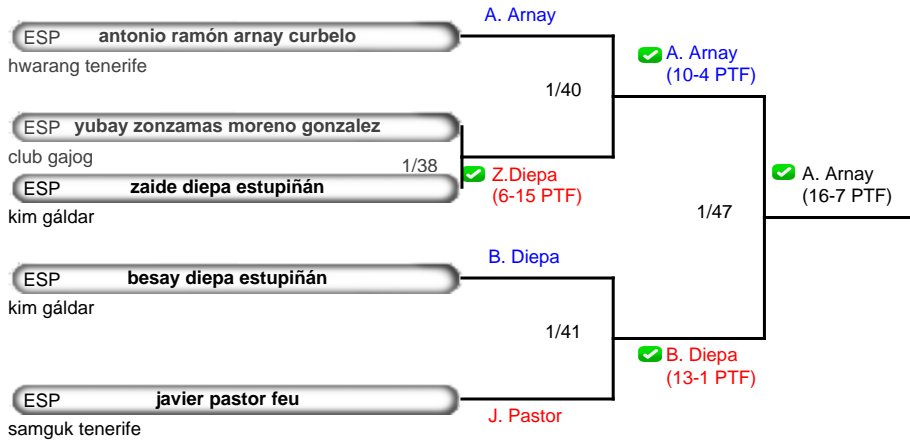 A. Arnay
ESP antonio ramón arnay curbelo
hwarang tenerife
A. Arnay
(10-4 PTF)
1/40
ESP yubay zonzamas moreno gonzalez
club gajog
1/38
ESP zaide diepa estupiñán
kim gáldar
Z.Diepa
(6-15 PTF)
A. Arnay
(16-7 PTF)
1/47
B. Diepa
ESP besay diepa estupiñán
kim gáldar
1/41
B. Diepa
(13-1 PTF)
ESP javier pastor feu
samguk tenerife
J. Pastor